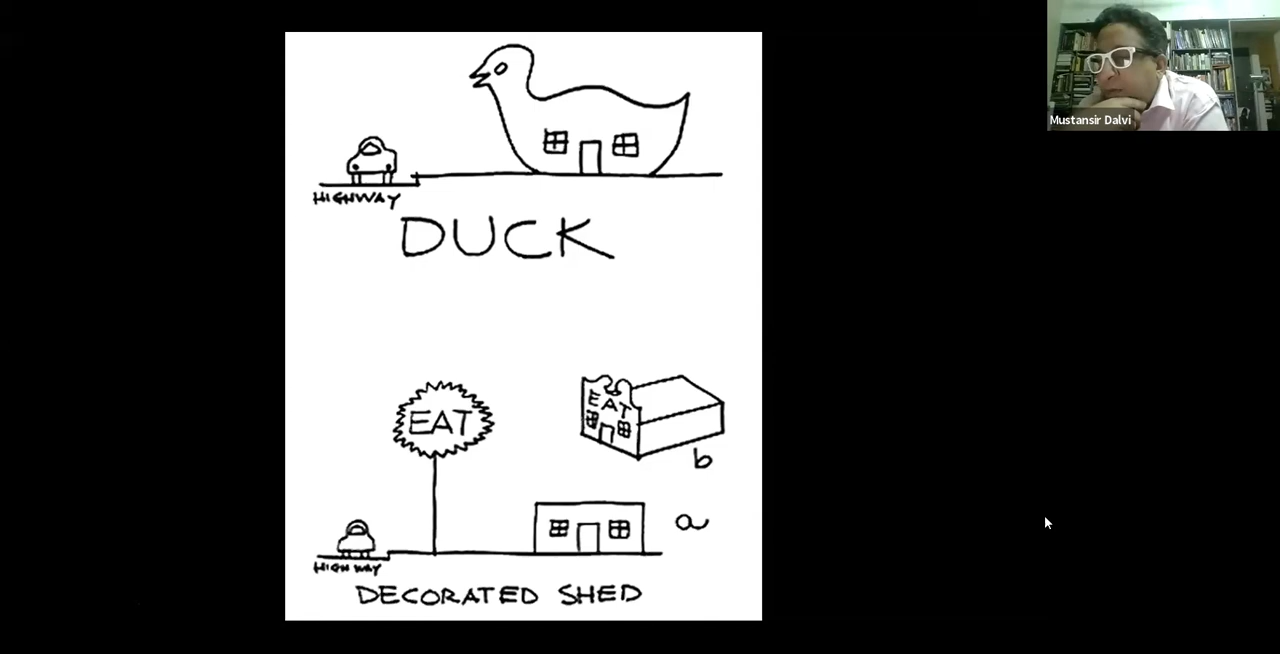 Mustansir Dalvi
HIGHWAY
DUCK
EAT
EAT
b
a
HIGHWAY
DECORATED SHED